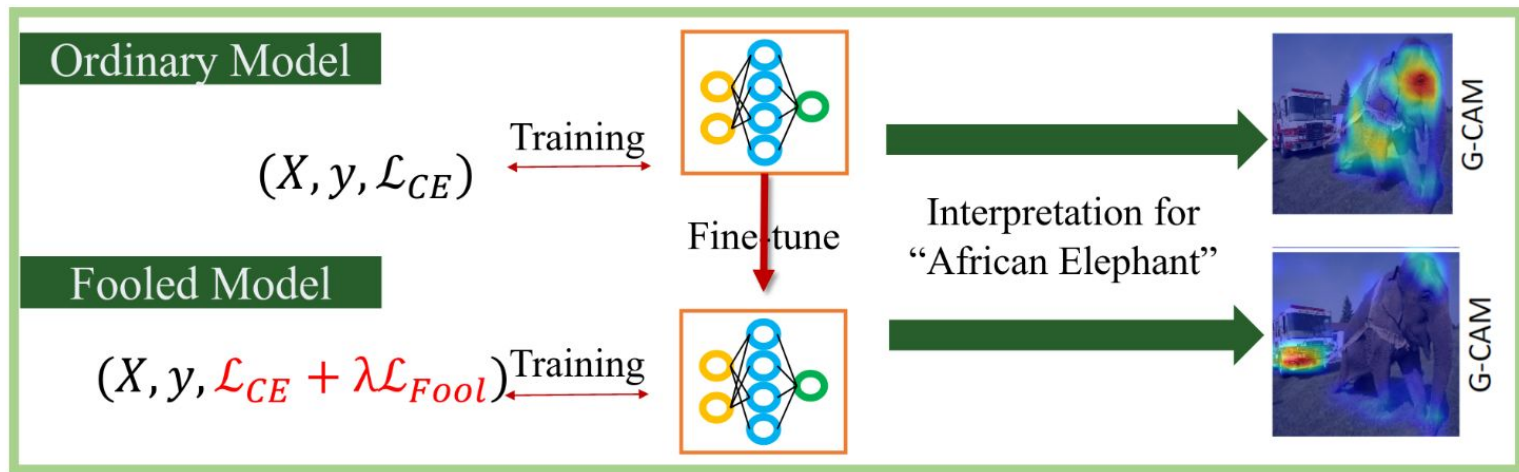 Ordinary Model
Training
(X, y, ℒ_CE)
Fine-tune
Interpretation for
“African Elephant”
G-CAM
Fooled Model
(X, y, ℒ_CE + λℒ_Fool)
Training
G-CAM